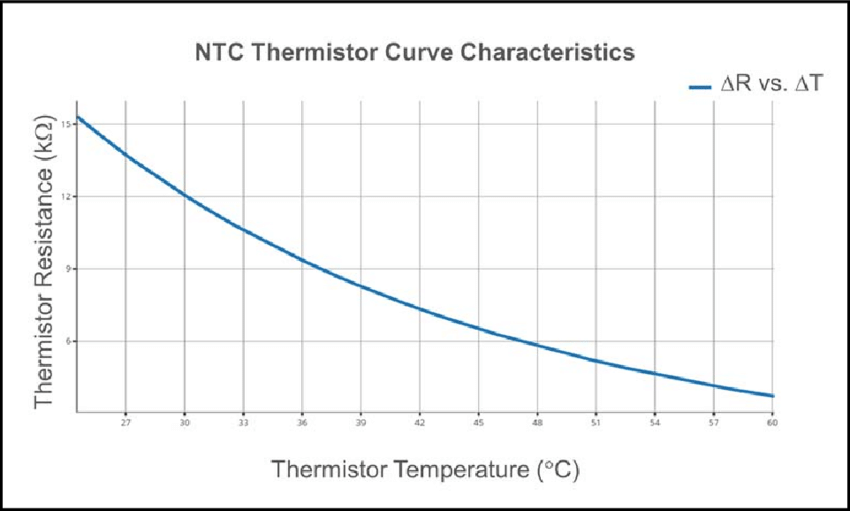 NTC Thermistor Curve Characteristics
ΔR vs. ΔT
Thermistor Resistance (kΩ)
15
12
9
6
27 30 33 36 39 42 45 48 51 54 57 60
Thermistor Temperature (°C)